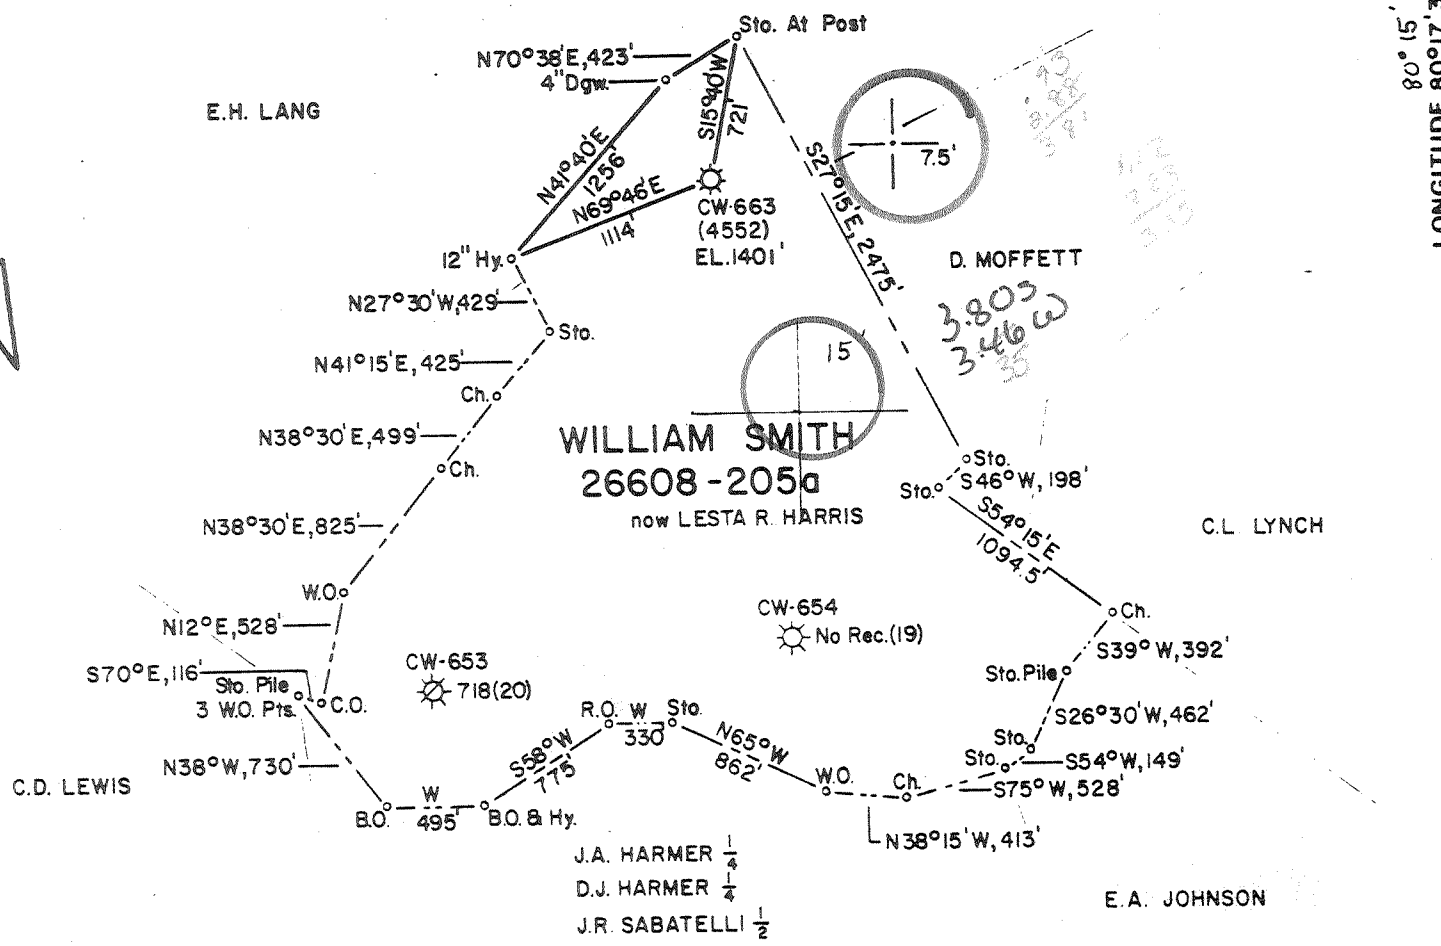 Sto. At Post
80° 15'
LONGITUDE 80°17'
N70°38'E,423'
4"Dgw.
E.H. LANG
S15°40'W
721'
N41°40'E
1256'
N69°46'E
1114'
S27°15'E, 2475'
7.5'
CW-663
(4552)
EL.1401'
12" Hy.
D. MOFFETT
N27°30'W,429'
Sto.
3.80s
3.46 W
35
15'
N41°15'E, 425'
Ch.
N38°30'E,499'
Ch.
WILLIAM SMITH
26608-205a
now LESTA R. HARRIS
Sto.
S46°W, 198'
Sto.
S54°15'E
1094.5'
C.L. LYNCH
N38°30'E,825'
W.O.
N12°E,528'
CW-654
No Rec.(19)
Ch.
S39°W, 392'
S70°E,116'
Sto. Pile
3 W.O. Pts.
C.O.
CW-653
718(20)
Sto. Pile
S26°30'W,462'
R.O.
W
330'
Sto.
S58°W
775'
N65°W
862'
Sto.
S54°W,149'
Sto.
S75°W,528'
N38°W,730'
C.D. LEWIS
B.O.
W
495'
B.O. & Hy.
W.O.
Ch.
N38°15'W,413'
J.A. HARMER 1/4
D.J. HARMER 1/4
J.R. SABATELLI 1/2
E.A. JOHNSON